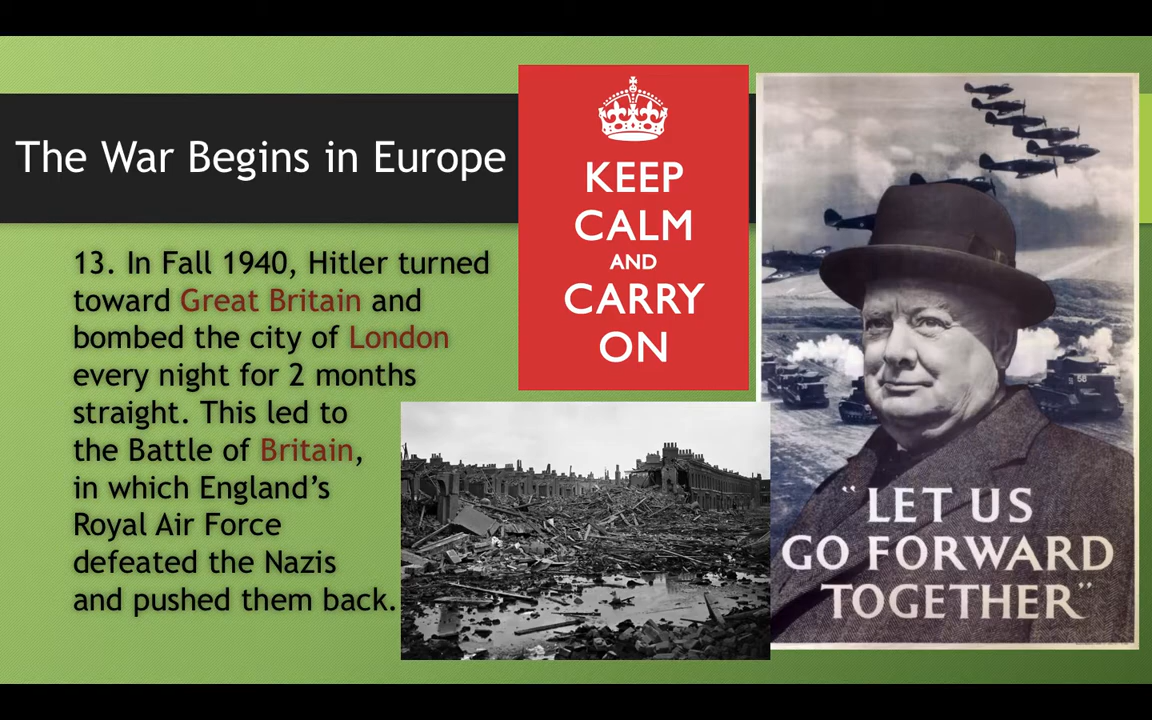 The War Begins in Europe
13. In Fall 1940, Hitler turned
toward Great Britain and
bombed the city of London
every night for 2 months
straight. This led to
the Battle of Britain,
in which England’s
Royal Air Force
defeated the Nazis
and pushed them back.
KEEP
CALM
AND
CARRY
ON
“LET US
GO FORWARD
TOGETHER”